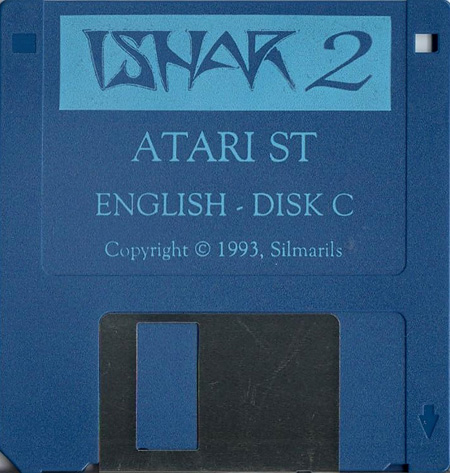 ISHAR 2
ATARI ST
ENGLISH - DISK C
Copyright © 1993, Silmarils